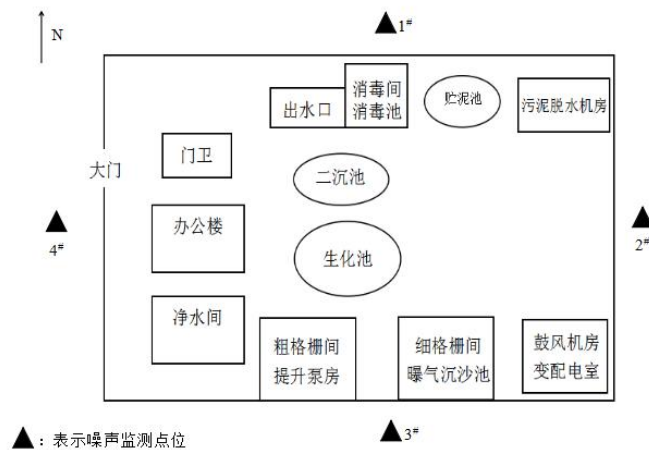 N
1#
出水口
消毒间
消毒池
贮泥池
污泥脱水机房
大门
门卫
二沉池
办公楼
生化池
4#
2#
净水间
粗格栅间
提升泵房
细格栅间
曝气沉沙池
鼓风机房
变配电室
3#
：表示噪声监测点位